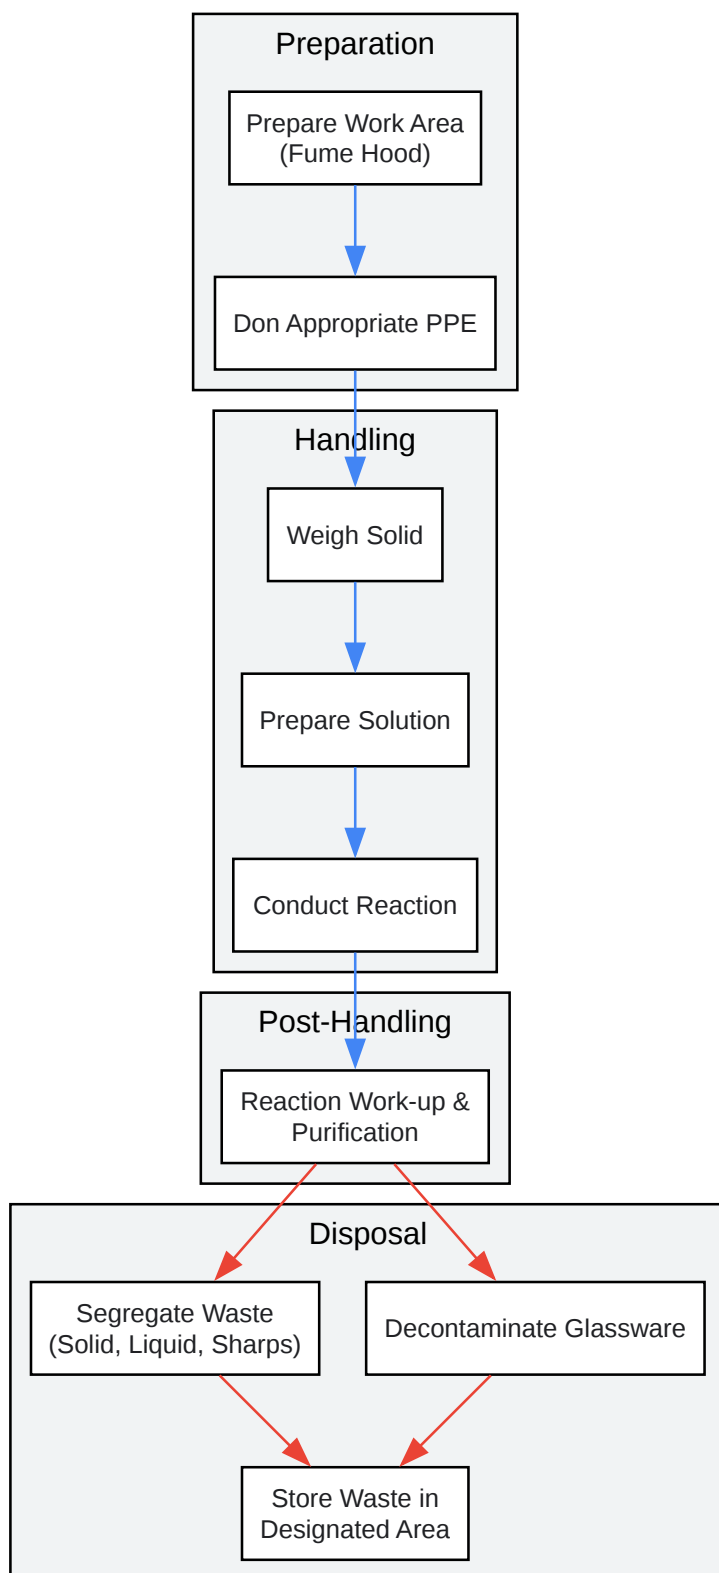 Preparation
Prepare Work Area
(Fume Hood)
Don Appropriate PPE
Handling
Weigh Solid
Prepare Solution
Conduct Reaction
Post-Handling
Reaction Work-up &
Purification
Disposal
Segregate Waste
(Solid, Liquid, Sharps)
Decontaminate Glassware
Store Waste in
Designated Area